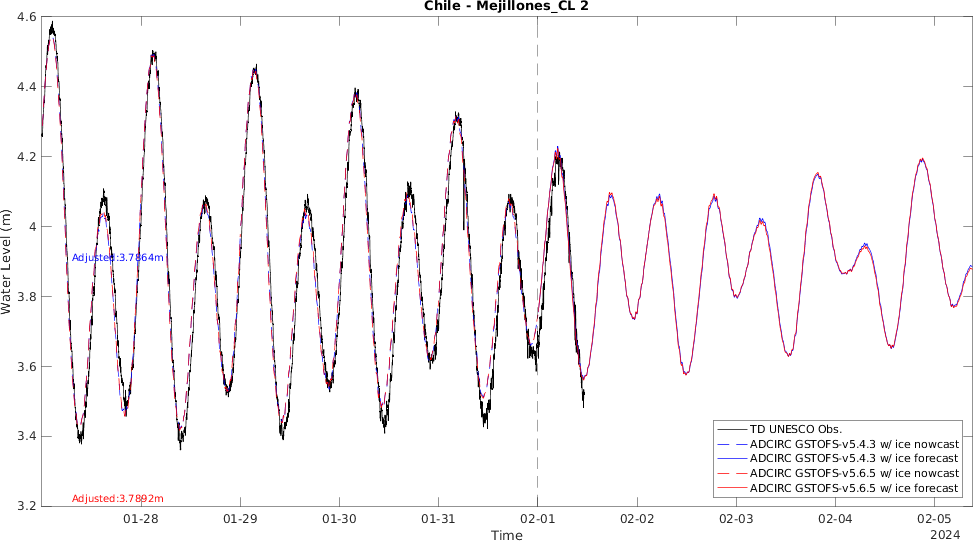 Chile - Mejillones_CL 2
4.6
4.4
4.2
4
3.8
3.6
3.4
3.2
Water Level (m)
Adjusted:3.7864m
Adjusted:3.7892m
TD UNESCO Obs.
ADCIRC GSTOFS-v5.4.3 w/ ice nowcast
ADCIRC GSTOFS-v5.4.3 w/ ice forecast
ADCIRC GSTOFS-v5.6.5 w/ ice nowcast
ADCIRC GSTOFS-v5.6.5 w/ ice forecast
01-28 01-29 01-30 01-31 02-01 02-02 02-03 02-04 02-05
Time
2024